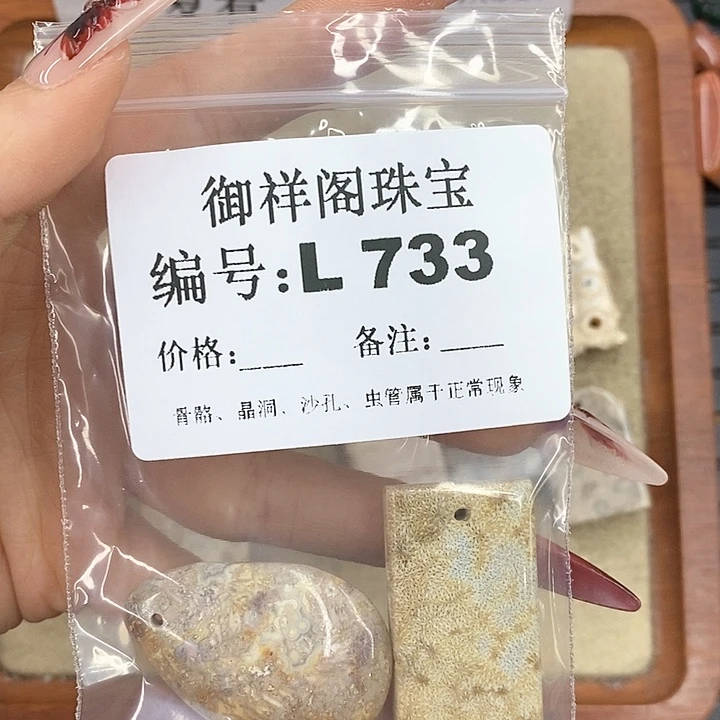 御祥阁珠宝
编号:L 733
价格:___ 备注:____
骨骼、晶洞、沙孔、虫管属于正常现象